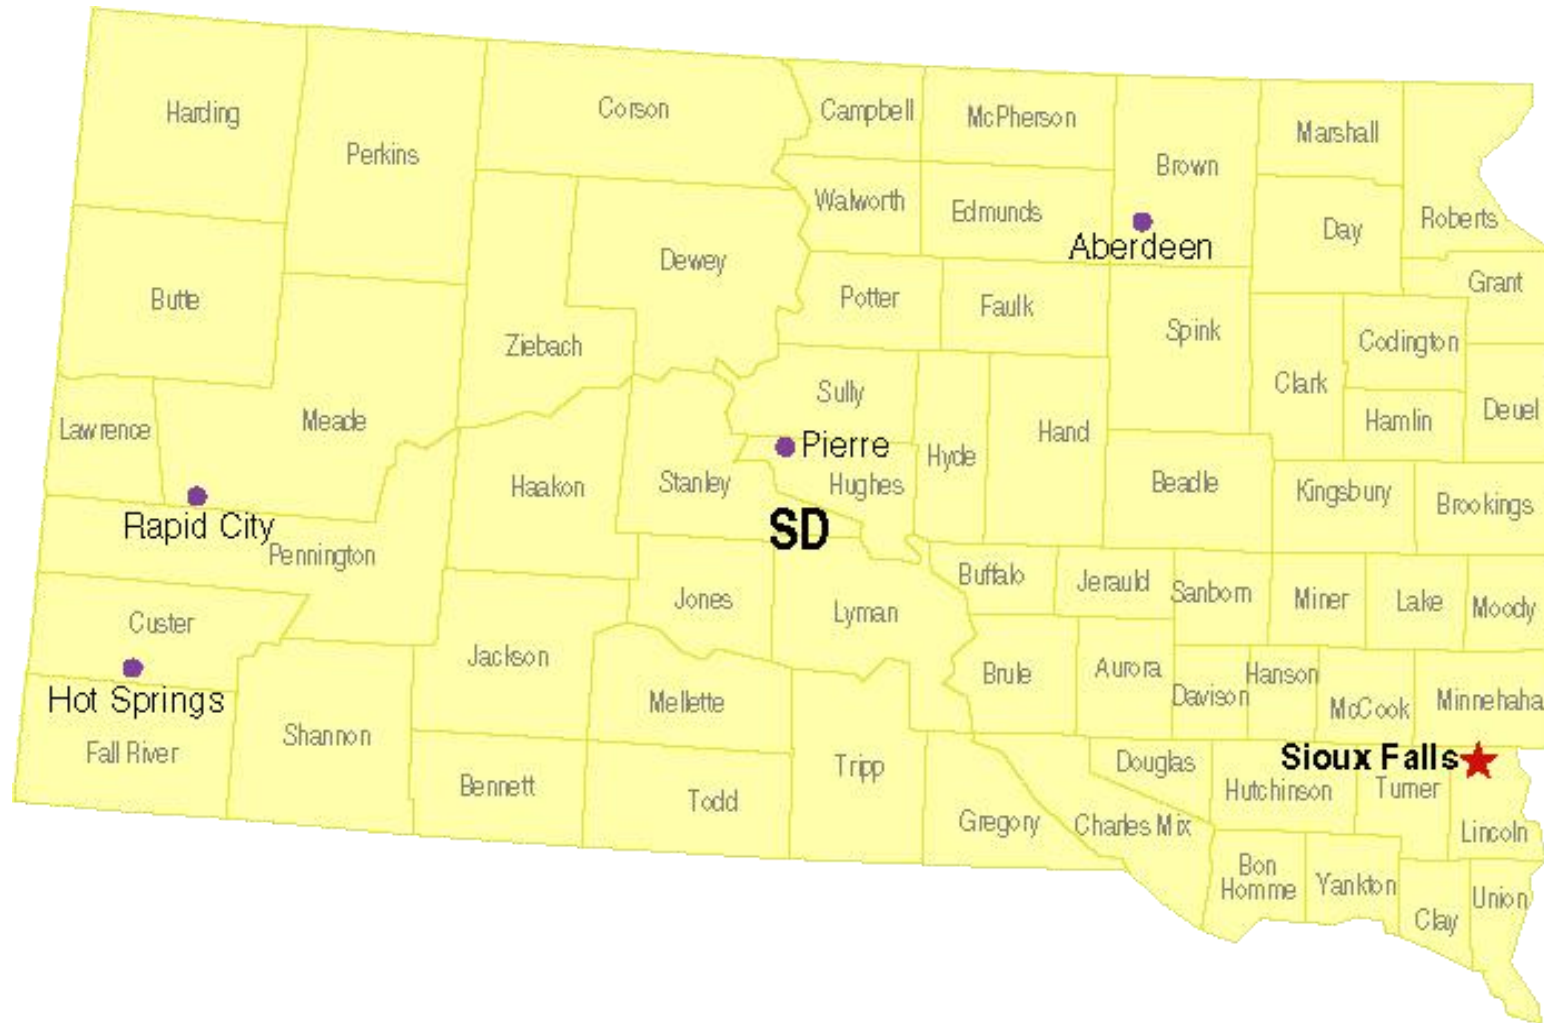 Harding
Perkins
Corson
Campbell
McPherson
Brown
Marshall
Roberts
Walworth
Edmunds
Day
Aberdeen
Dewey
Butte
Ziebach
Potter
Faulk
Spink
Grant
Codington
Clark
Hamlin
Deuel
Lawrence
Meade
Sully
Pierre
Hughes
Hyde
Hand
Haakon
Stanley
SD
Beadle
Kingsbury
Brookings
Rapid City
Pennington
Custer
Hot Springs
Fall River
Shannon
Jackson
Jones
Lyman
Buffalo
Jerauld
Sanborn
Miner
Lake
Moody
Brule
Aurora
Davison
Hanson
McCook
Minnehaha
Mellette
Bennett
Todd
Tripp
Gregory
Charles Mix
Douglas
Sioux Falls
Hutchinson
Turner
Lincoln
Bon
Homme
Yankton
Clay
Union